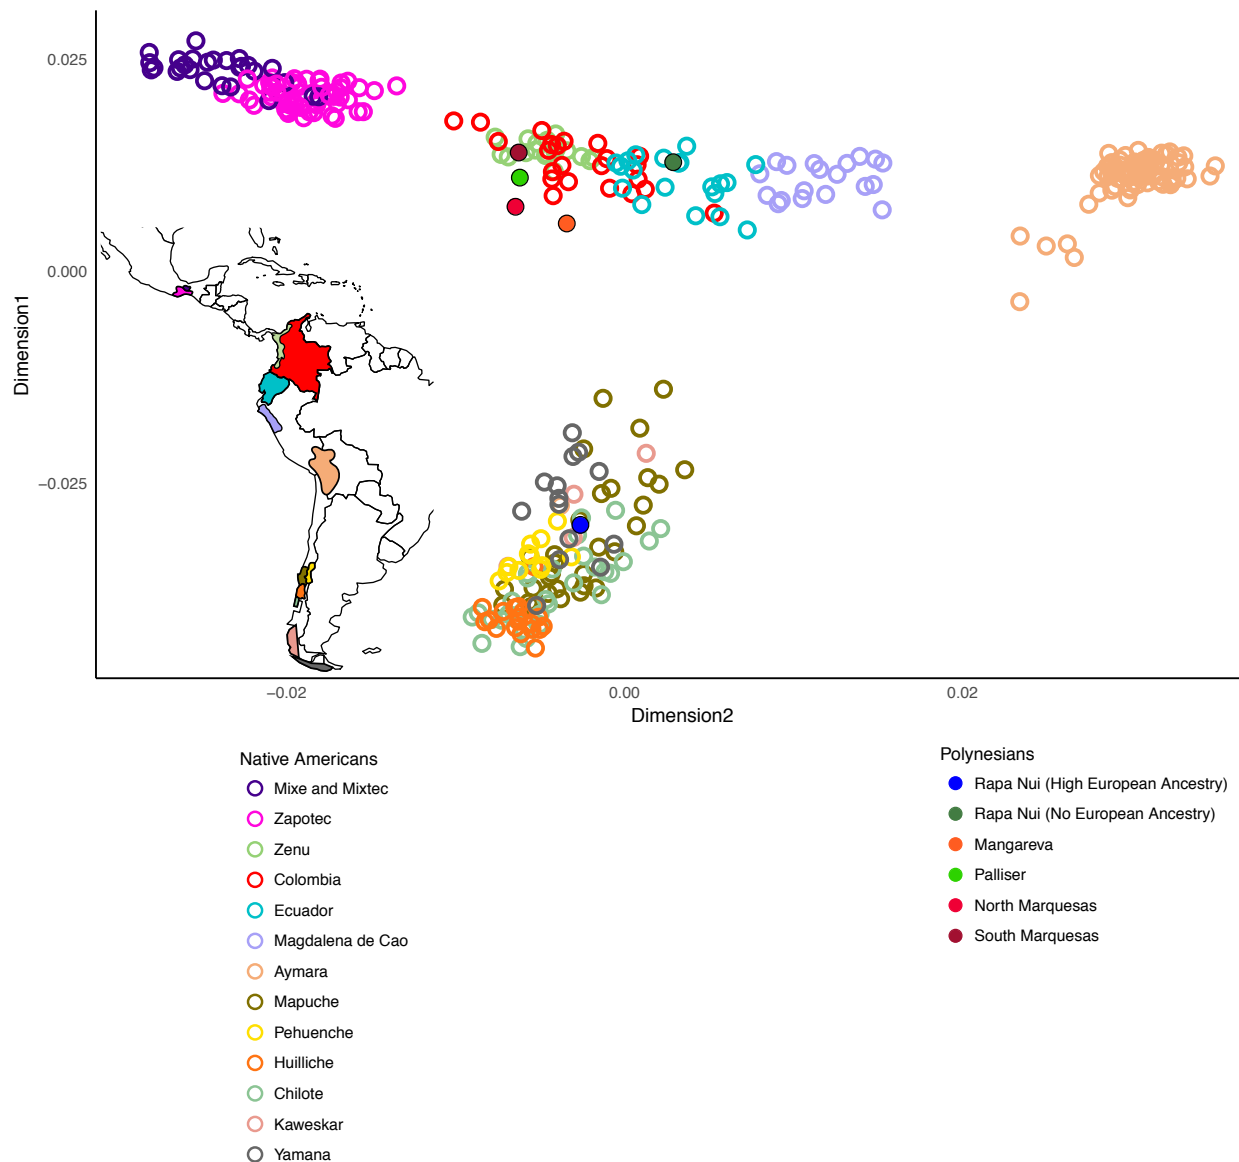 0.025
0.000
−0.025
Dimension1
−0.02
0.00
0.02
Dimension2
Native Americans
Mixe and Mixtec
Zapotec
Zenu
Colombia
Ecuador
Magdalena de Cao
Aymara
Mapuche
Pehuenche
Huilliche
Chilote
Kaweskar
Yamana
Polynesians
Rapa Nui (High European Ancestry)
Rapa Nui (No European Ancestry)
Mangareva
Palliser
North Marquesas
South Marquesas